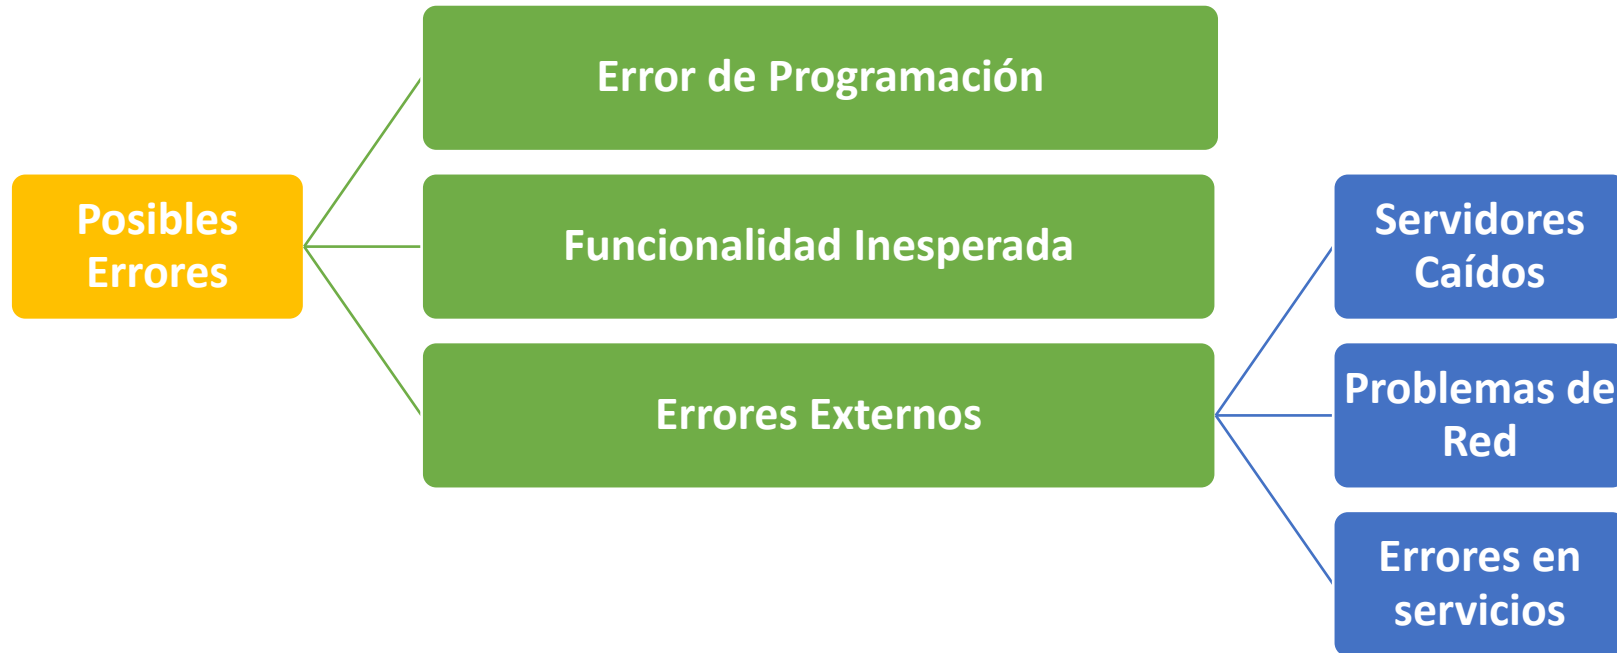 Posibles
Errores
Error de Programación
Funcionalidad Inesperada
Errores Externos
Servidores
Caídos
Problemas de
Red
Errores en
servicios